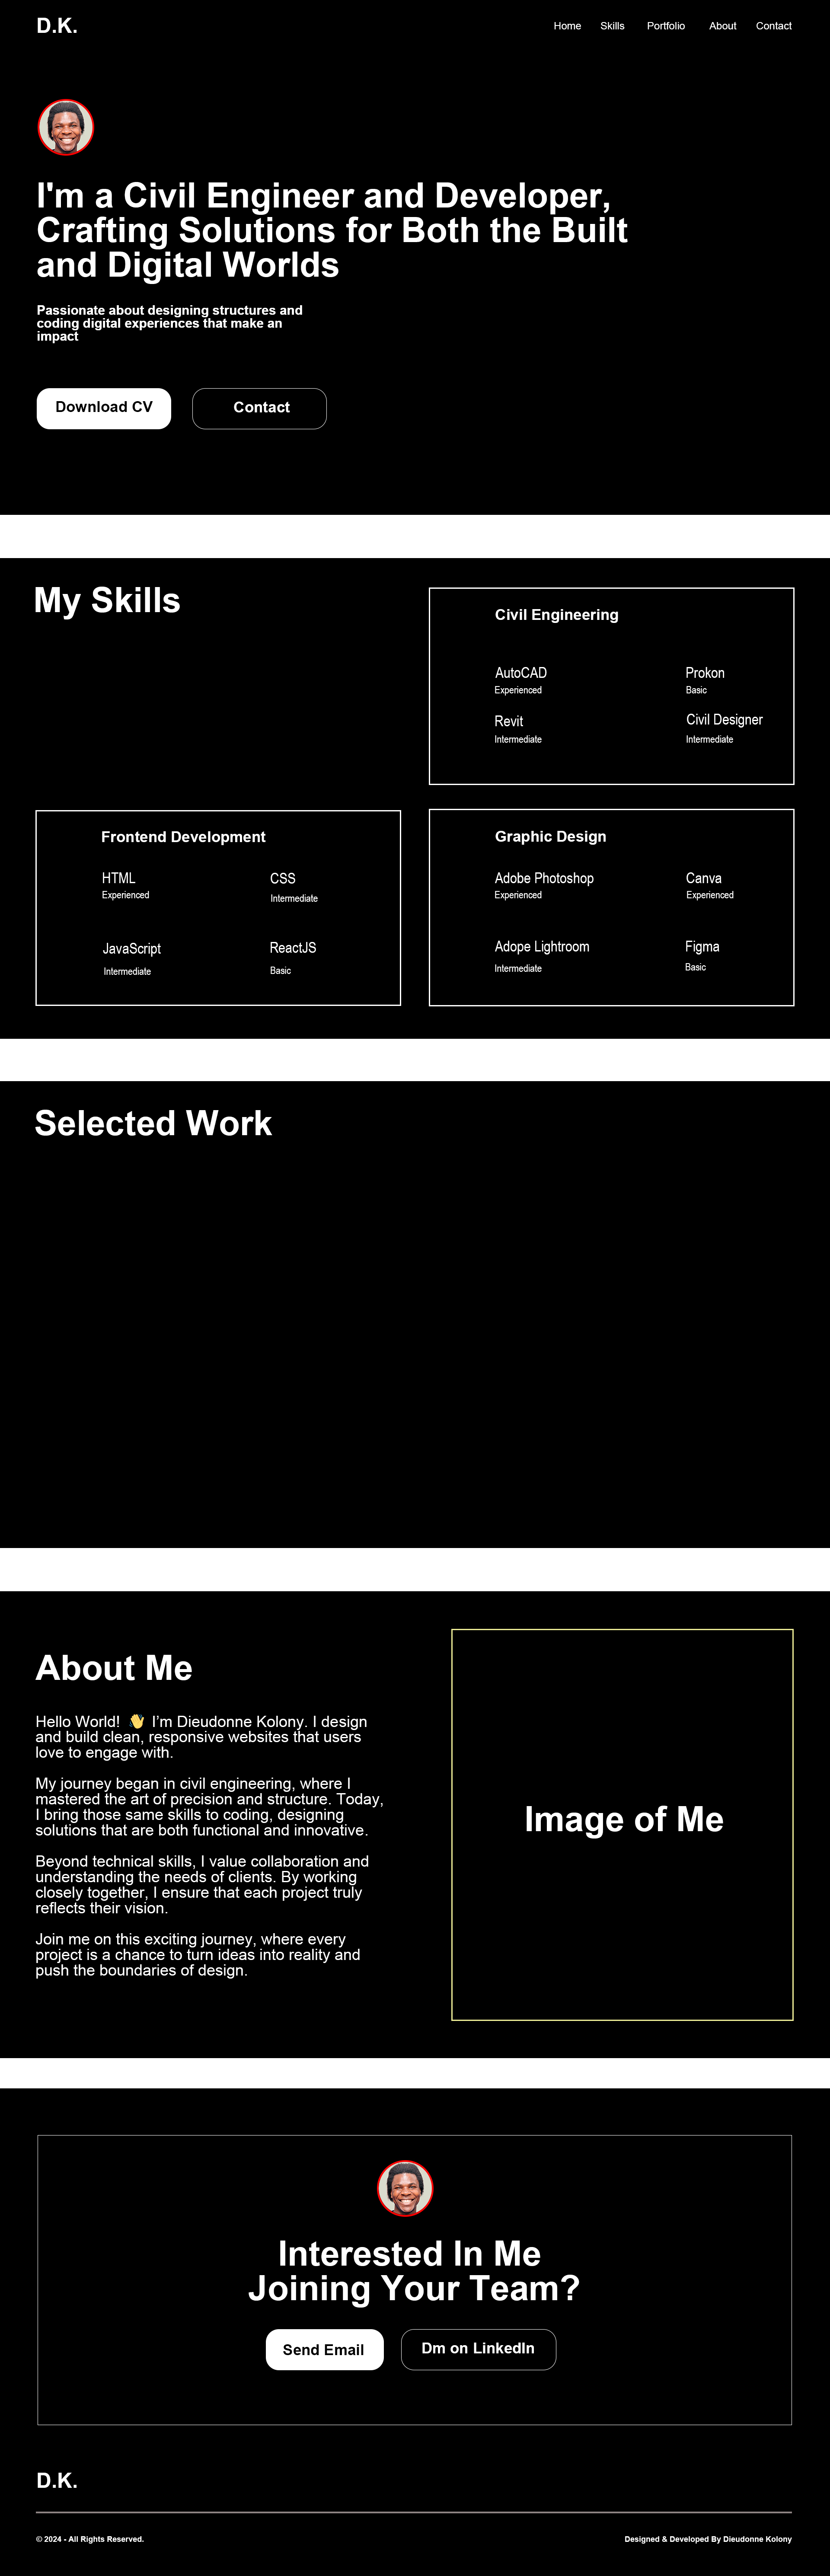 D.K.
Home Skills Portfolio About Contact
I'm a Civil Engineer and Developer,
Crafting Solutions for Both the Built
and Digital Worlds
Passionate about designing structures and
coding digital experiences that make an
impact
Download CV
Contact
My Skills
Civil Engineering
AutoCAD
Experienced
Prokon
Basic
Revit
Intermediate
Civil Designer
Intermediate
Frontend Development
HTML
Experienced
CSS
Intermediate
JavaScript
Intermediate
ReactJS
Basic
Graphic Design
Adobe Photoshop
Experienced
Canva
Experienced
Adope Lightroom
Intermediate
Figma
Basic
Selected Work
About Me
Hello World! 👋 I’m Dieudonne Kolony. I design
and build clean, responsive websites that users
love to engage with.
My journey began in civil engineering, where I
mastered the art of precision and structure. Today,
I bring those same skills to coding, designing
solutions that are both functional and innovative.
Beyond technical skills, I value collaboration and
understanding the needs of clients. By working
closely together, I ensure that each project truly
reflects their vision.
Join me on this exciting journey, where every
project is a chance to turn ideas into reality and
push the boundaries of design.
Image of Me
Interested In Me
Joining Your Team?
Send Email
Dm on LinkedIn
D.K.
© 2024 - All Rights Reserved.
Designed & Developed By Dieudonne Kolony